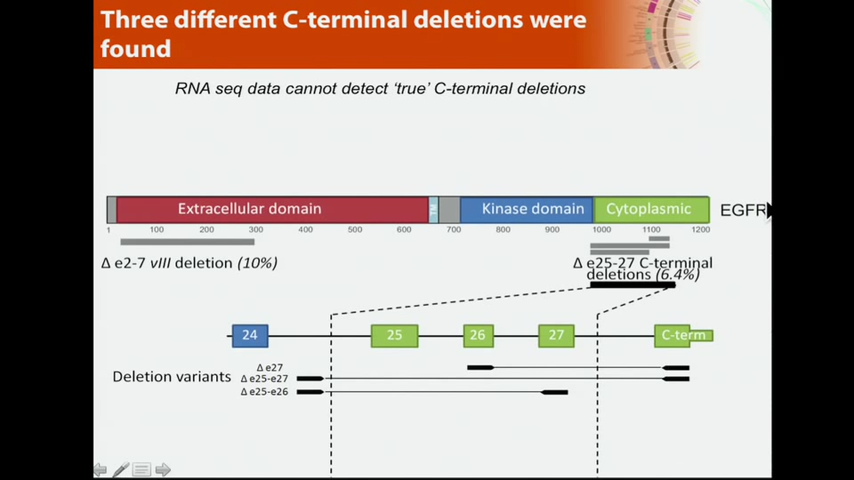 Three different C-terminal deletions were
found
RNA seq data cannot detect ‘true’ C-terminal deletions
Extracellular domain
Kinase domain
Cytoplasmic
EGFR
1 100 200 300 400 500 600 700 800 900 1000 1100 1200
Δ e2-7 vIII deletion (10%)
Δ e25-27 C-terminal
deletions (6.4%)
24 25 26 27 C-term
Deletion variants
Δ e27
Δ e25-e27
Δ e25-e26